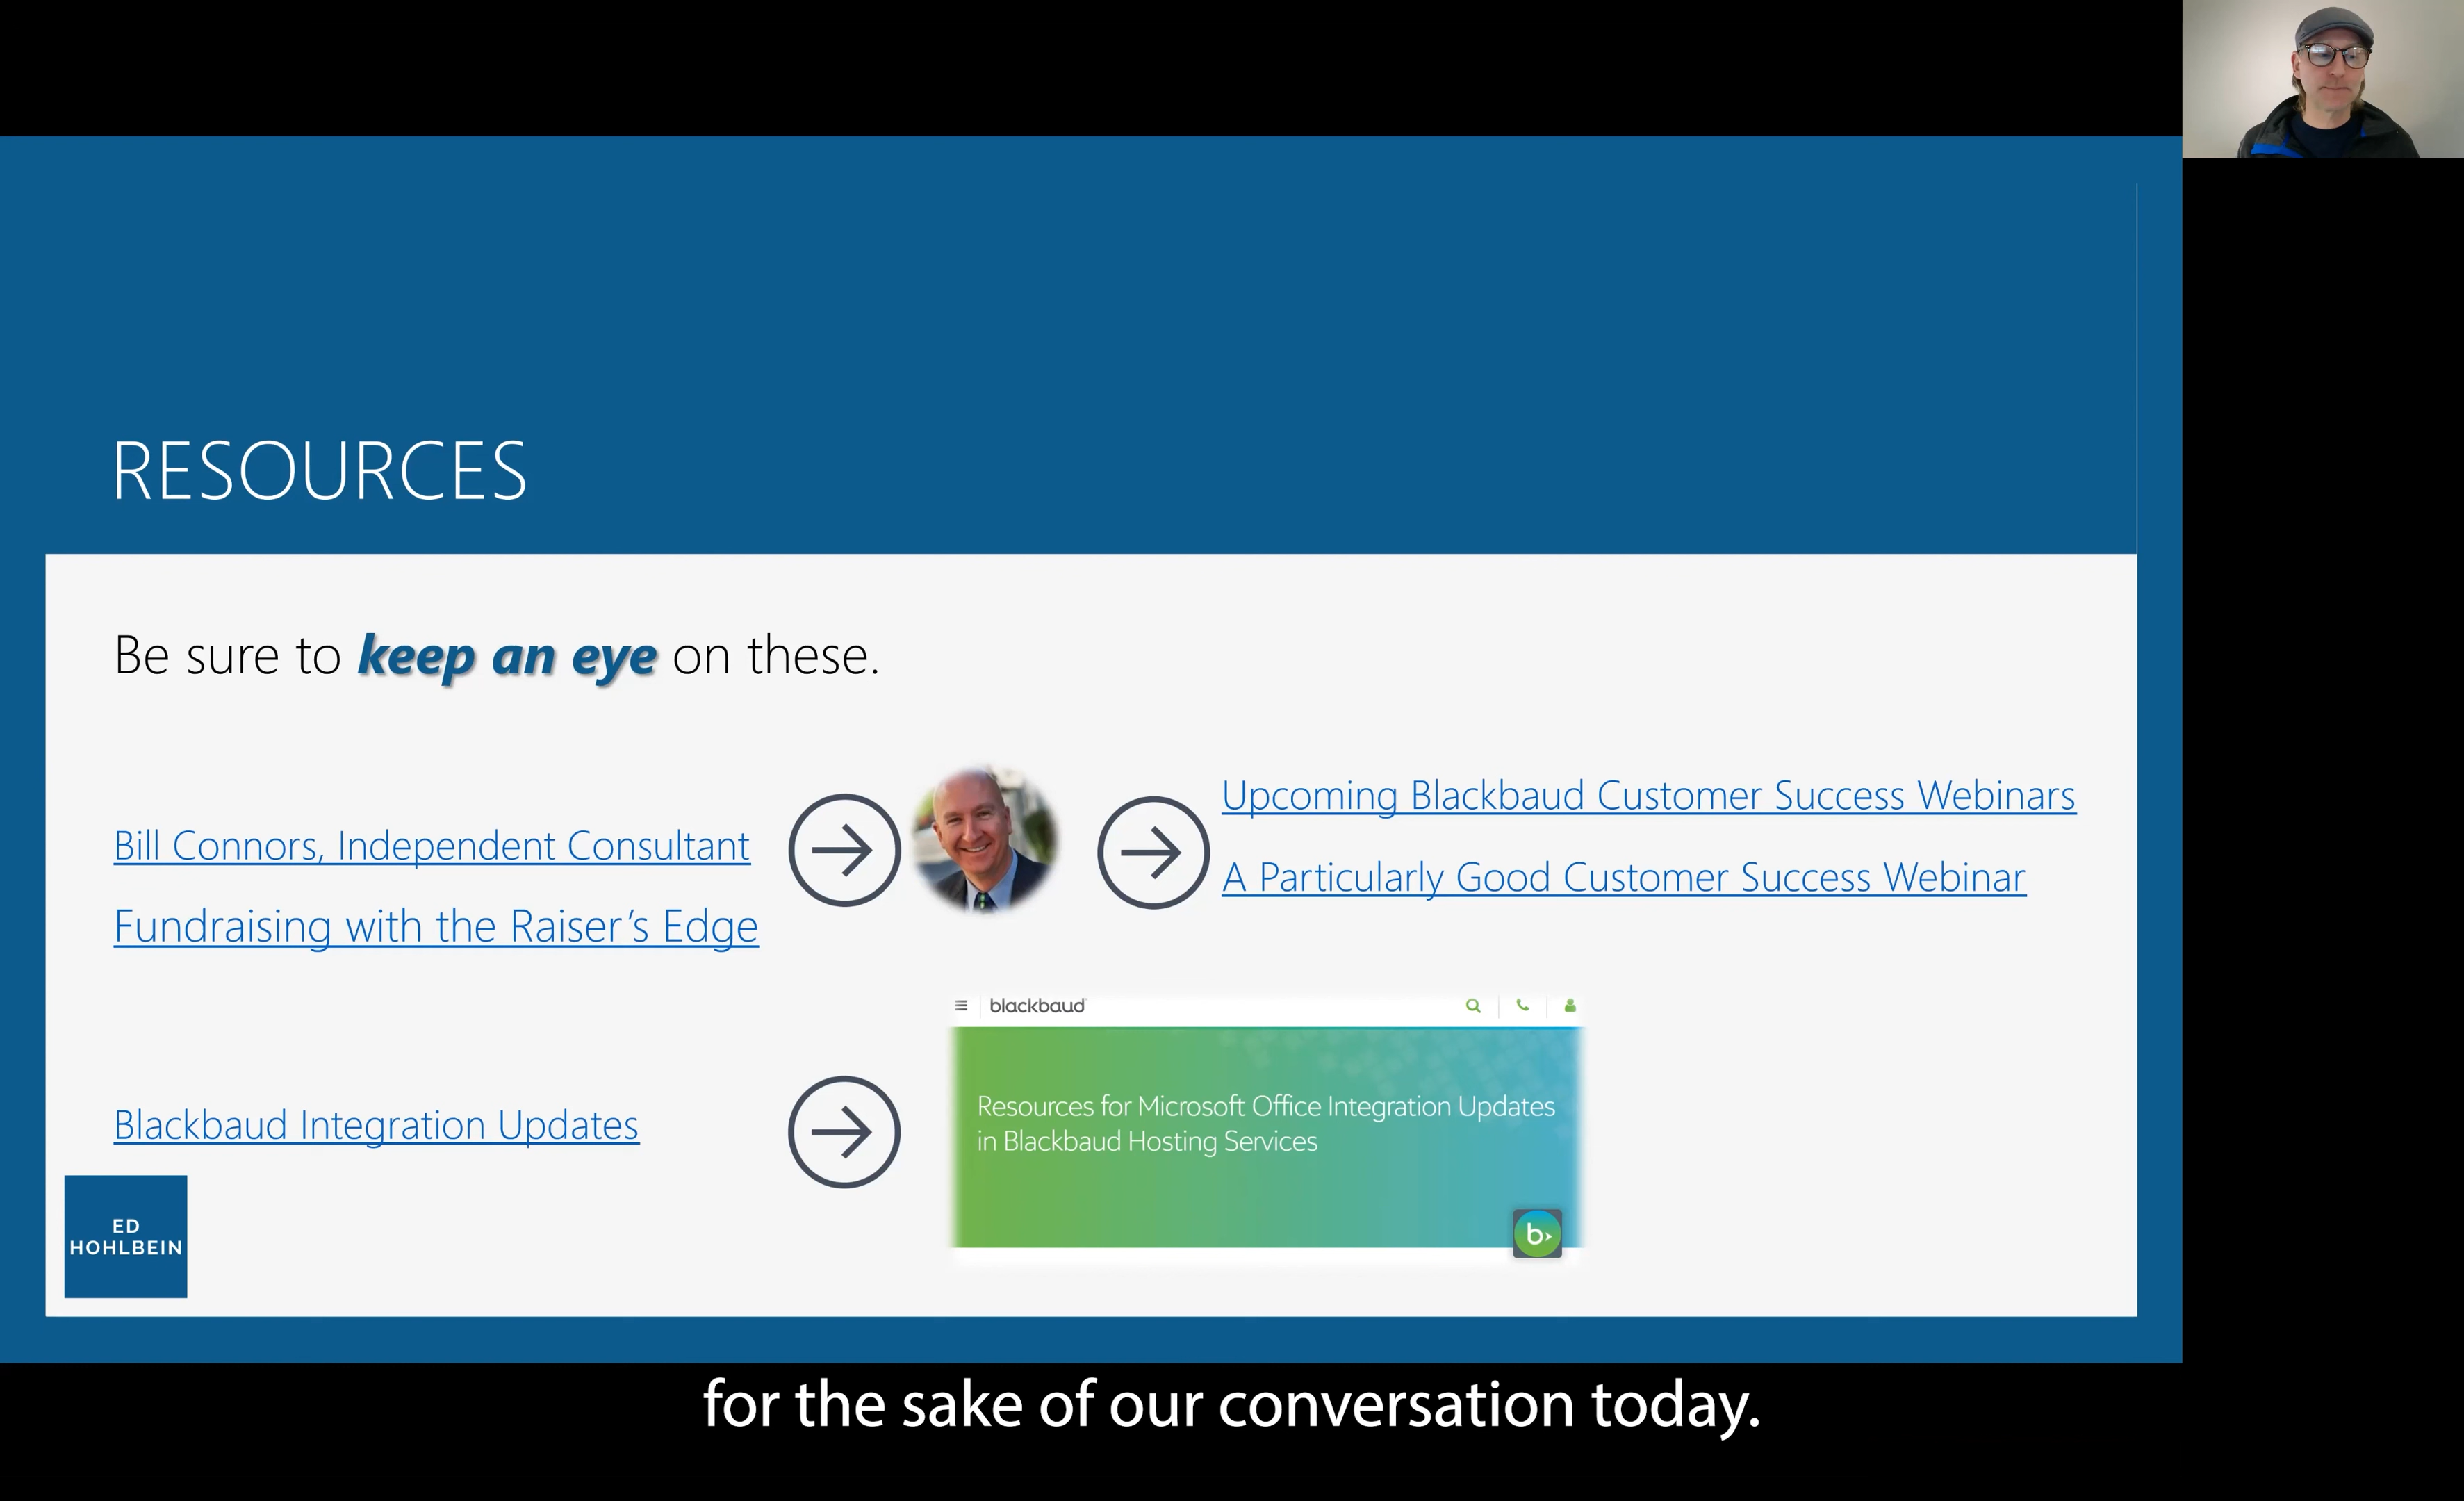 RESOURCES
Be sure to keep an eye on these.
Bill Connors, Independent Consultant
Fundraising with the Raiser’s Edge
Upcoming Blackbaud Customer Success Webinars
A Particularly Good Customer Success Webinar
Blackbaud Integration Updates
blackbaud
Resources for Microsoft Office Integration Updates
in Blackbaud Hosting Services
b
ED
HOHLBEIN
for the sake of our conversation today.